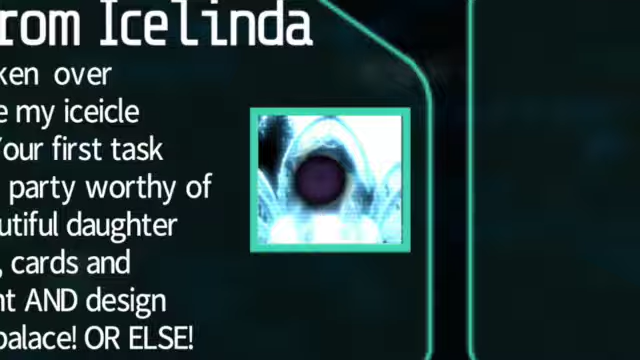 rom Icelinda
ken over
e my iceicle
Your first task
party worthy of
utiful daughter
, cards and
nt AND design
palace! OR ELSE!